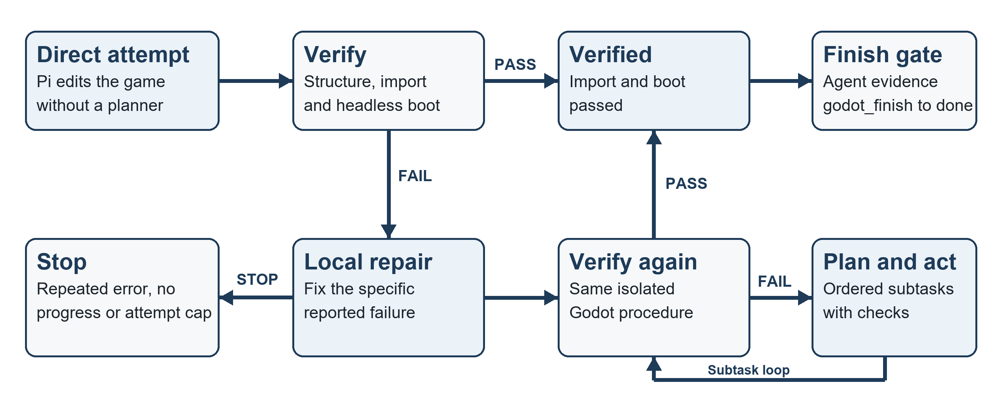 Direct attempt
Pi edits the game
without a planner
Verify
Structure, import
and headless boot
PASS
Verified
Import and boot
passed
Finish gate
Agent evidence
godot_finish to done
FAIL
PASS
Stop
Repeated error, no
progress or attempt cap
STOP
Local repair
Fix the specific
reported failure
Verify again
Same isolated
Godot procedure
FAIL
Plan and act
Ordered subtasks
with checks
Subtask loop